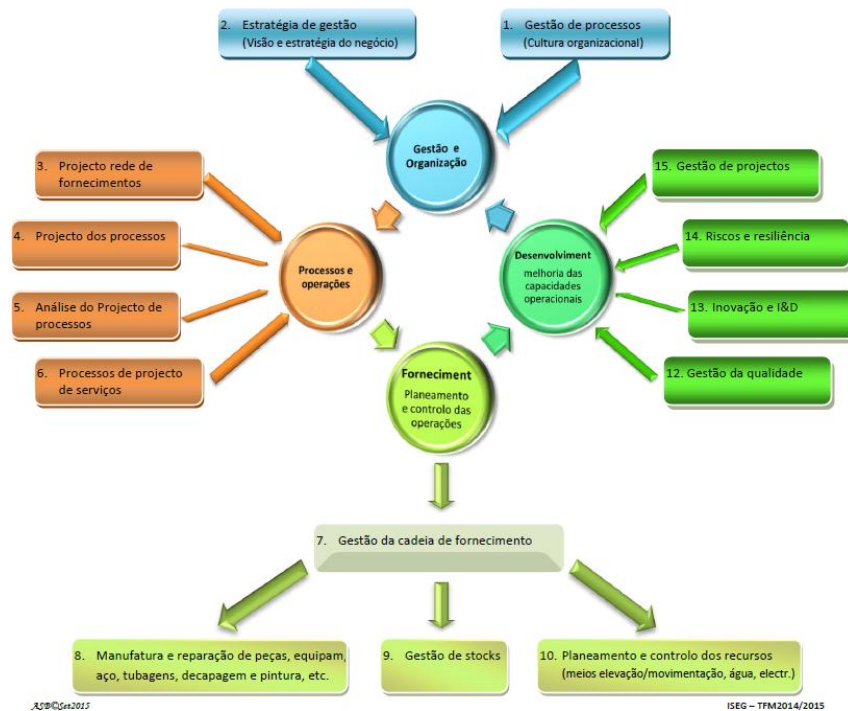 2. Estratégia de gestão
(Visão e estratégia do negócio)
1. Gestão de processos
(Cultura organizacional)
Gestão e
Organização
3. Projecto rede de
fornecimentos
4. Projecto dos processos
5. Análise do Projecto de
processos
6. Processos de projecto
de serviços
Processos e
operações
Desenvolviment
melhoria das
capacidades
operacionais
15. Gestão de projectos
14. Riscos e resiliência
13. Inovação e I&D
12. Gestão da qualidade
Forneciment
Planeamento
e controlo das
operações
7. Gestão da cadeia de fornecimento
8. Manufatura e reparação de peças, equipam,
aço, tubagens, decapagem e pintura, etc.
9. Gestão de stocks
10. Planeamento e controlo dos recursos
(meios elevação/movimentação, água, electr.)
ASB©Set2015
ISEG – TFM2014/2015